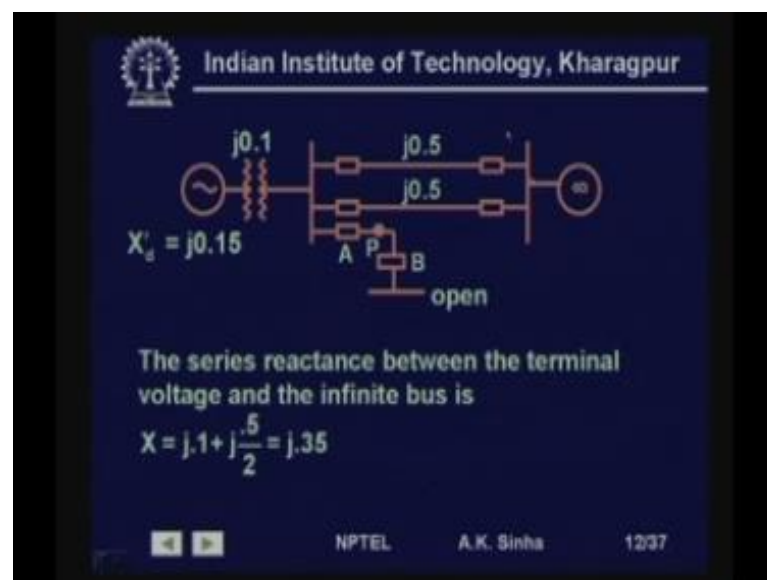 Indian Institute of Technology, Kharagpur
j0.1
j0.5
j0.5
∞
X'd = j0.15
A P
B
open
The series reactance between the terminal
voltage and the infinite bus is
X = j.1+ j.5/2 = j.35
NPTEL A.K. Sinha 12/37